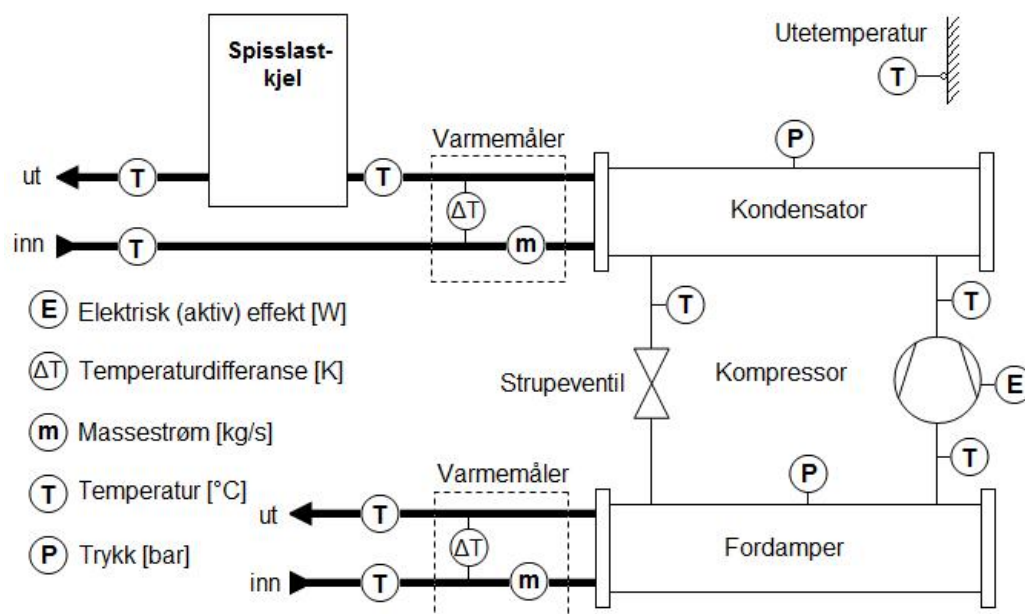 Spisslast-
kjel
Utetemperatur
T
Varmemåler
P
ut
T
T
ΔT
Kondensator
inn
T
m
E Elektrisk (aktiv) effekt [W]
T
T
ΔT Temperaturdifferanse [K]
Strupeventil
Kompressor
E
m Massestrøm [kg/s]
T
Varmemåler
T Temperatur [°C]
P
ut
T
ΔT
Fordamper
P Trykk [bar]
inn
T
m